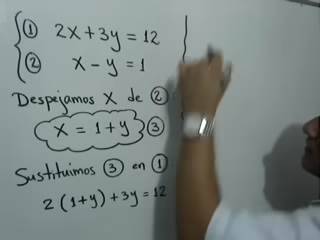 ① 2x+3y=12
② x-y=1
Despejamos X de ②:
x=1+y ③
Sustituimos ③ en ①
2(1+y)+3y=12